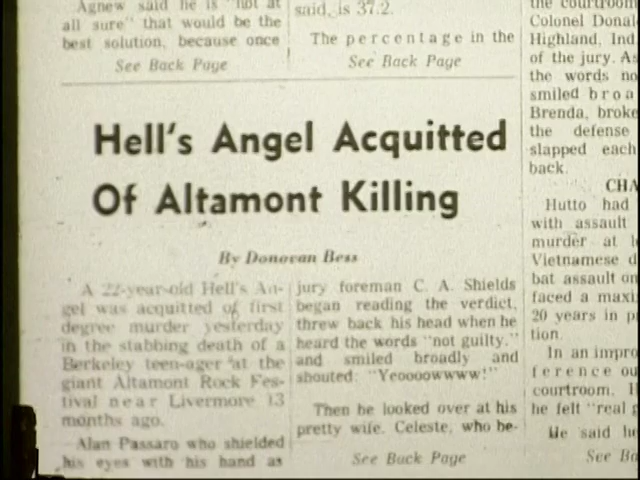 Agnew said he is "not at
all sure" that would be the
best solution, because once
See Back Page
said, is 37.2.
The percentage in the
See Back Page
Hell's Angel Acquitted
Of Altamont Killing
By Donovan Bess
A 22-year-old Hell's An-
gel was acquitted of first
degree murder yesterday
in the stabbing death of a
Berkeley teen-ager at the
giant Altamont Rock Fes-
tival near Livermore 13
months ago.
Alan Passaro who shielded
his eyes with his hand as
jury foreman C. A. Shields
began reading the verdict,
threw back his head when he
heard the words "not guilty."
and smiled broadly and
shouted: "Yeoooowwww!"
Then he looked over at his
pretty wife, Celeste, who be-
See Back Page
the courtroom
Colonel Donal
Highland, Ind
of the jury. As
the words no
smiled broa
Brenda, broke
the defense
slapped each
back.
CHA
Hutto had
with assault
murder at
Vietnamese d
bat assault on
faced a maxi
20 years in p
tion.
In an impro
ference ou
courtroom, H
he felt "real
He said he
See Ba